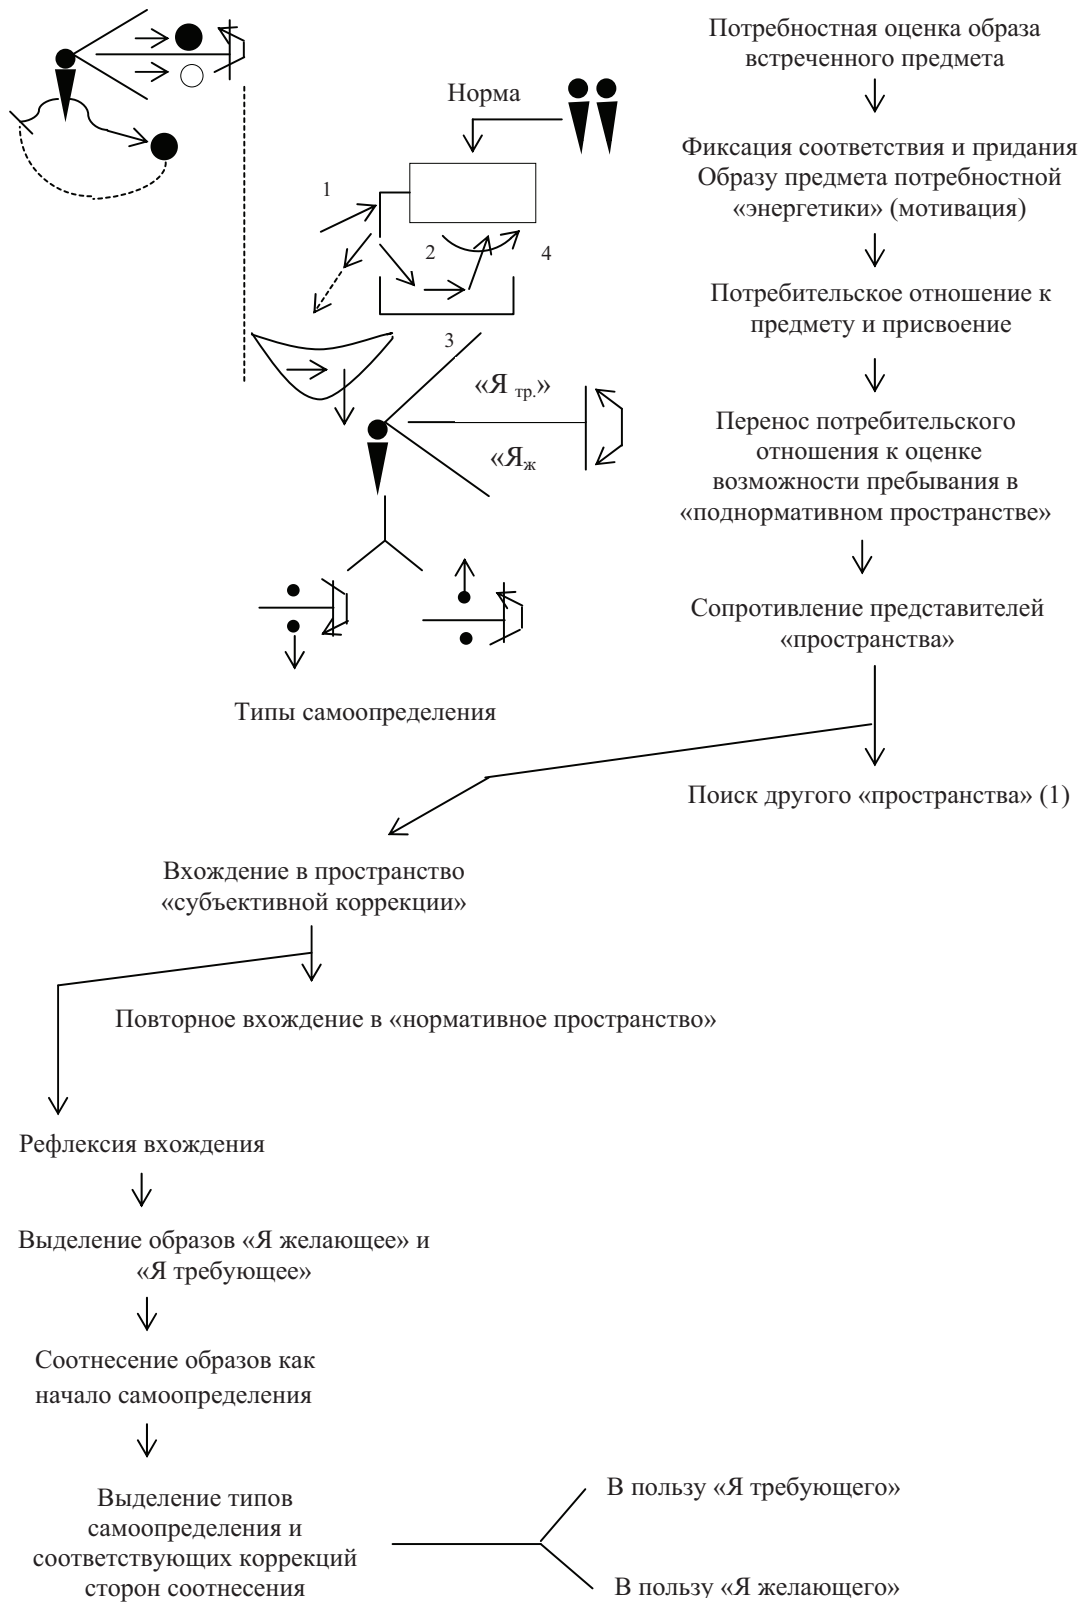 Потребностная оценка образа
встреченного предмета
Норма
Фиксация соответствия и придания
Образу предмета потребностной
«энергетики» (мотивация)
1
2
4
Потребительское отношение к
предмету и присвоение
3
«Я тр.»
«Яж
Перенос потребительского
отношения к оценке
возможности пребывания в
«поднормативном пространстве»
Сопротивление представителей
«пространства»
Типы самоопределения
Поиск другого «пространства» (1)
Вхождение в пространство
«субъективной коррекции»
Повторное вхождение в «нормативное пространство»
Рефлексия вхождения
Выделение образов «Я желающее» и
«Я требующее»
Соотнесение образов как
начало самоопределения
Выделение типов
самоопределения и
соответствующих коррекций
сторон соотнесения
В пользу «Я требующего»
В пользу «Я желающего»